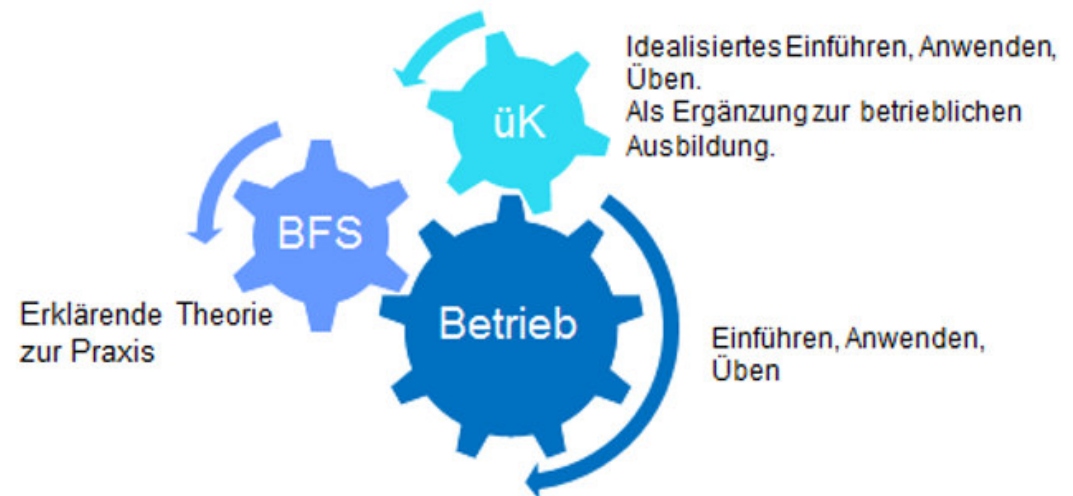 üK
Idealisiertes Einführen, Anwenden,
Üben.
Als Ergänzung zur betrieblichen
Ausbildung.
BFS
Erklärende Theorie
zur Praxis
Betrieb
Einführen, Anwenden,
Üben